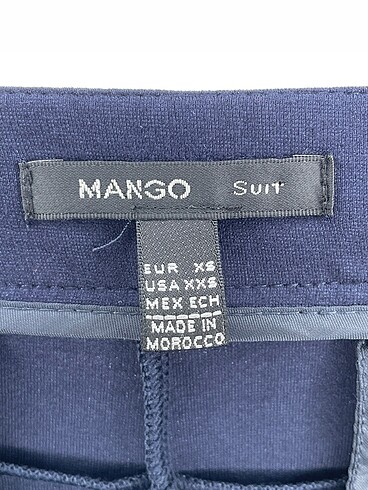 MANGO SUIT
EUR XS
USA XXS
MEX ECH
MADE IN
MOROCCO